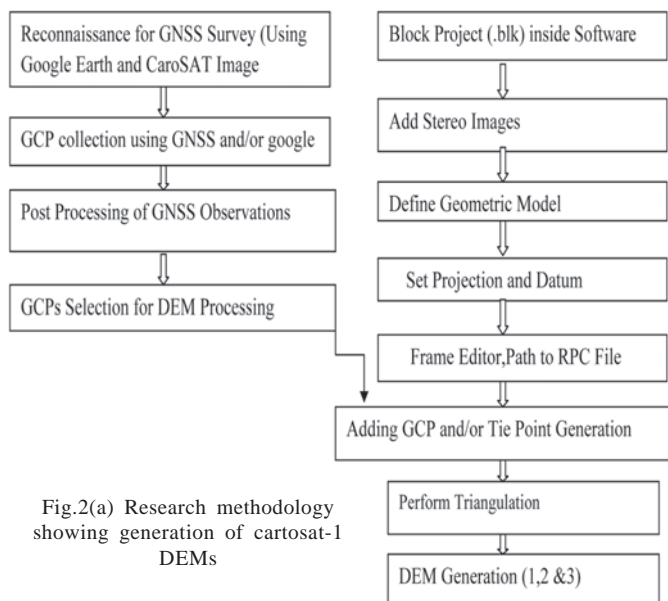 Reconnaissance for GNSS Survey (Using
Google Earth and CaroSAT Image
GCP collection using GNSS and/or google
Post Processing of GNSS Observations
GCPs Selection for DEM Processing
Block Project (.blk) inside Software
Add Stereo Images
Define Geometric Model
Set Projection and Datum
Frame Editor,Path to RPC File
Adding GCP and/or Tie Point Generation
Perform Triangulation
DEM Generation (1,2 &3)
Fig.2(a) Research methodology
showing generation of cartosat-1
DEMs